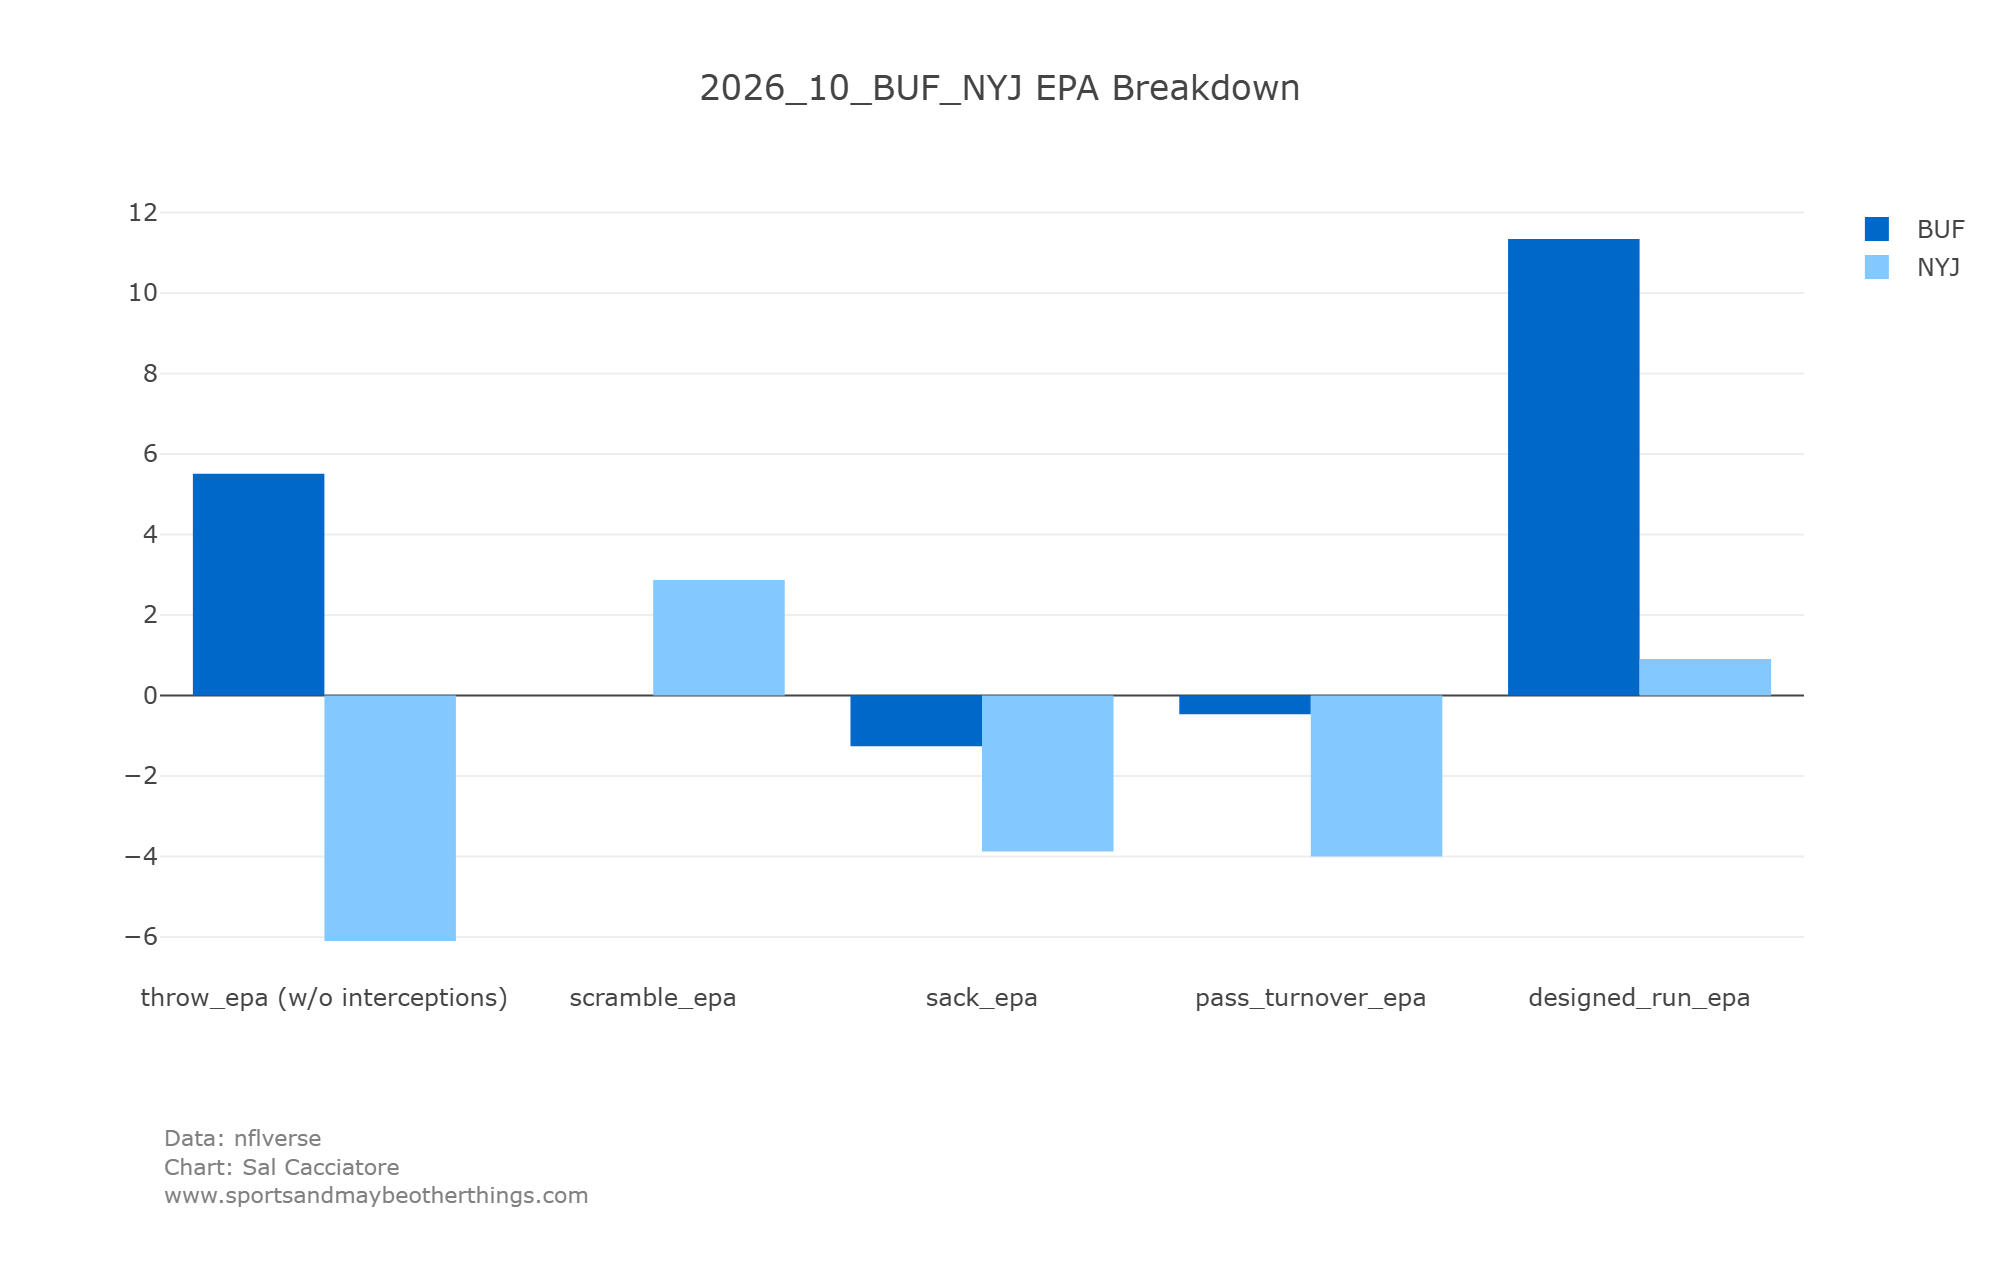 2026_10_BUF_NYJ EPA Breakdown
12
10
8
6
4
2
0
−2
−4
−6
BUF
NYJ
throw_epa (w/o interceptions)
scramble_epa
sack_epa
pass_turnover_epa
designed_run_epa
Data: nflverse
Chart: Sal Cacciatore
www.sportsandmaybeotherthings.com